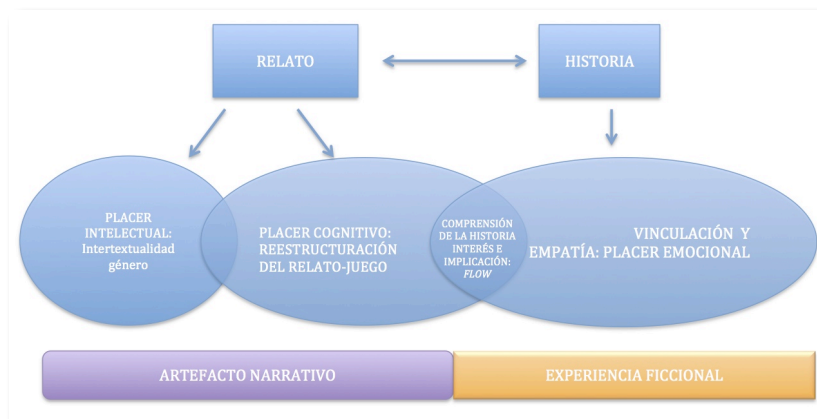 RELATO
HISTORIA
PLACER
INTELECTUAL:
Intertextualidad
género
PLACER COGNITIVO:
REESTRUCTURACIÓN
DEL RELATO-JUEGO
COMPRENSIÓN
DE LA HISTORIA
INTERÉS E
IMPLICACIÓN:
FLOW
VINCULACIÓN Y
EMPATÍA: PLACER EMOCIONAL
ARTEFACTO NARRATIVO
EXPERIENCIA FICCIONAL